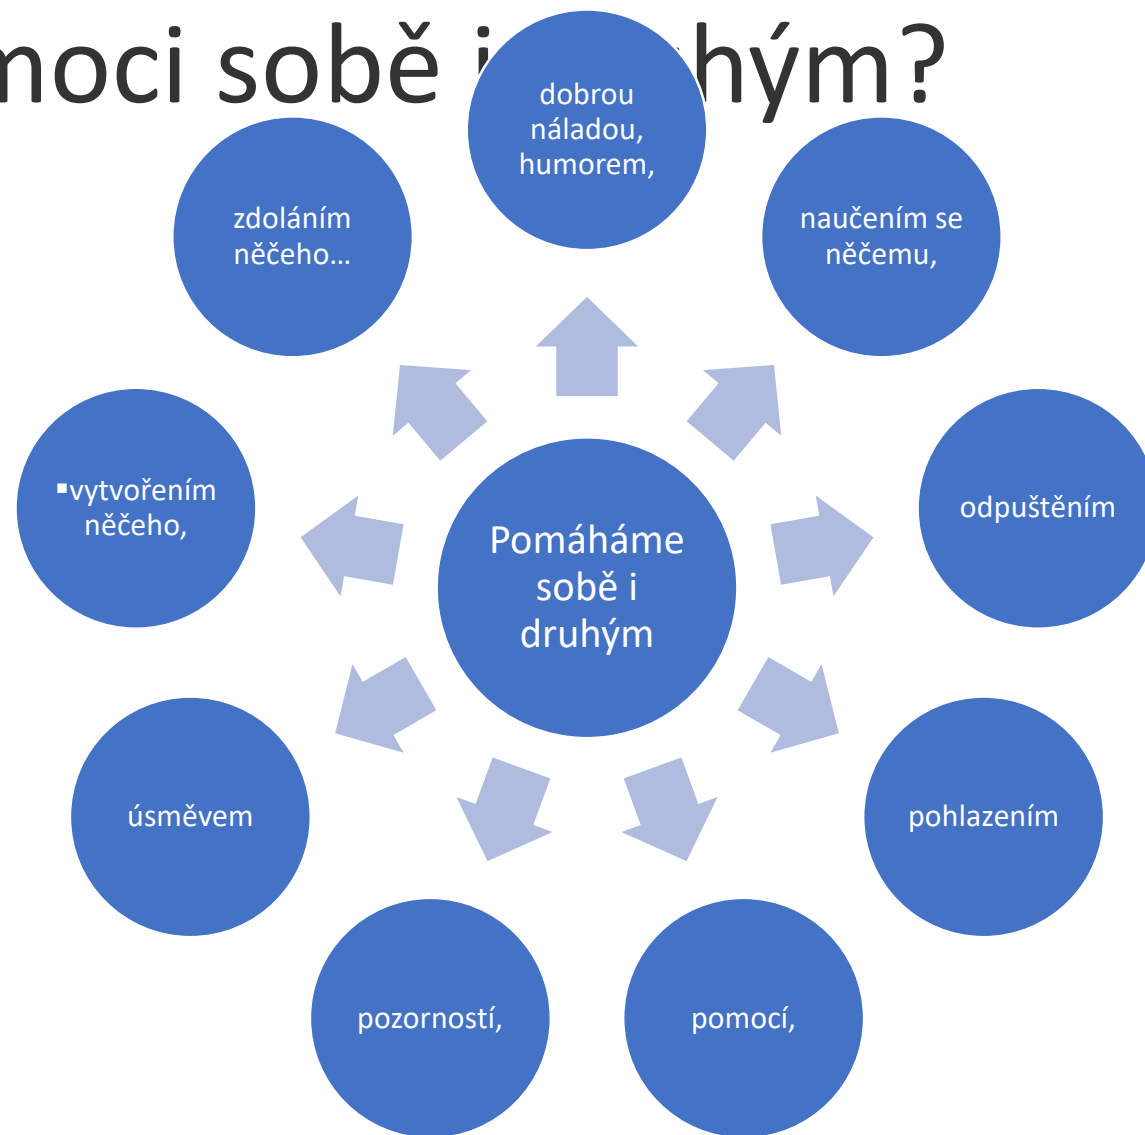 moci sobě i hým?
dobrou
náladou,
humorem,
naučením se
něčemu,
odpuštěním
pohlazením
pomocí,
pozorností,
úsměvem
▪vytvořením
něčeho,
zdoláním
něčeho…
Pomáháme
sobě i
druhým